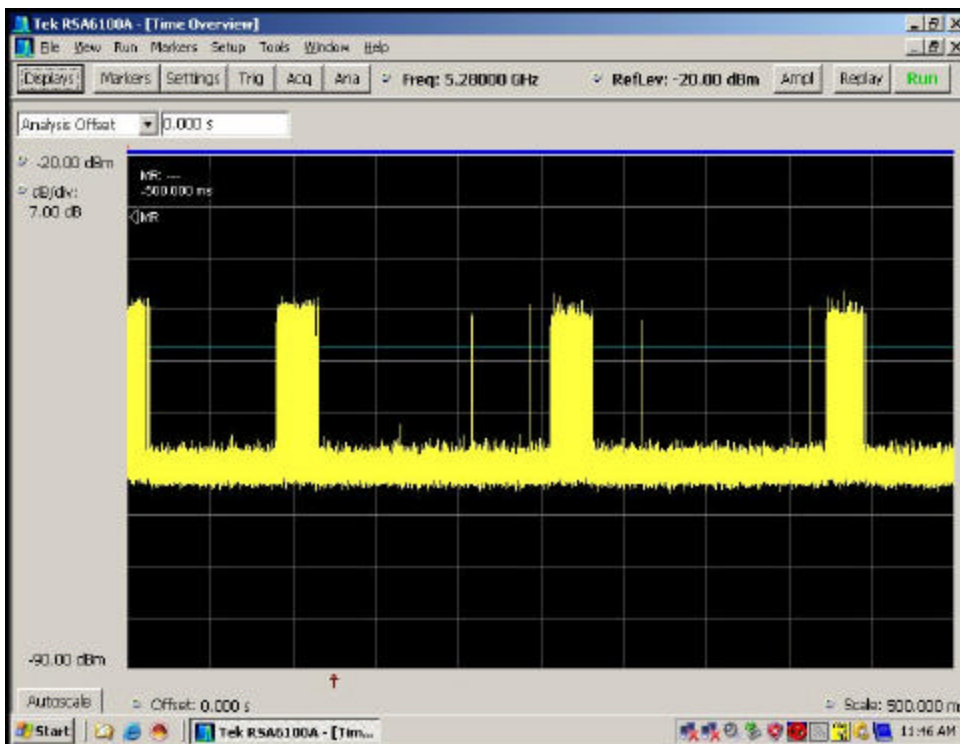 Tek RSA6100A - [Time Overview]
File View Run Markers Setup Tools Window Help
Displays Markers Settings Trig Acq Ana Freq: 5.28000 GHz RefLev: -20.00 dBm Ampl Replay Run
Analysis Offset 0.000 s
-20.00 dBm
dB/div:
7.00 dB
MR: ---
-500.000 ms
MR
-90.00 dBm
Autoscale Offset: 0.000 s Scale: 500.000 m
Start Tek RSA6100A - [Tim... 11:46 AM